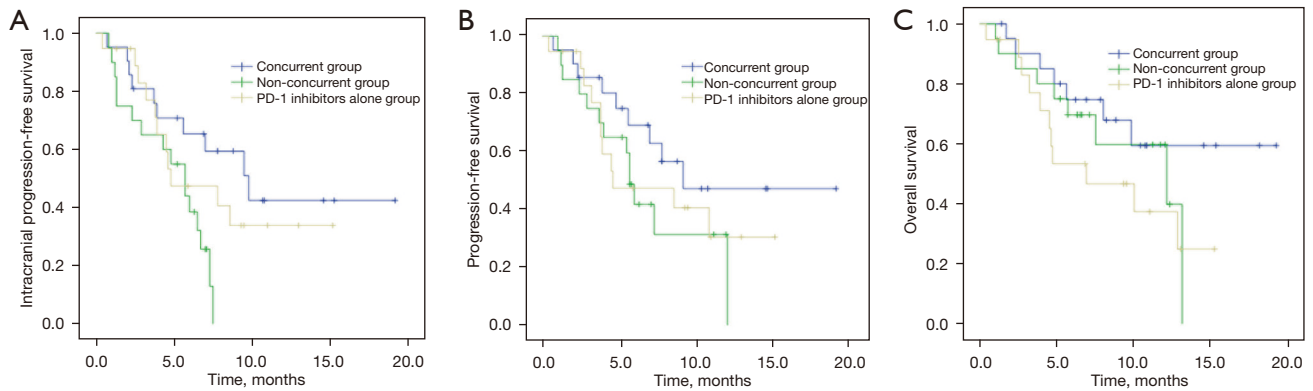 A
Intracranial progression-free survival
1.0
0.8
0.6
0.4
0.2
0.0
Concurrent group
Non-concurrent group
PD-1 inhibitors alone group
0.0 5.0 10.0 15.0 20.0
Time, months
B
Progression-free survival
1.0
0.8
0.6
0.4
0.2
0.0
Concurrent group
Non-concurrent group
PD-1 inhibitors alone group
0.0 5.0 10.0 15.0 20.0
Time, months
C
Overall survival
1.0
0.8
0.6
0.4
0.2
0.0
Concurrent group
Non-concurrent group
PD-1 inhibitors alone group
0.0 5.0 10.0 15.0 20.0
Time, months